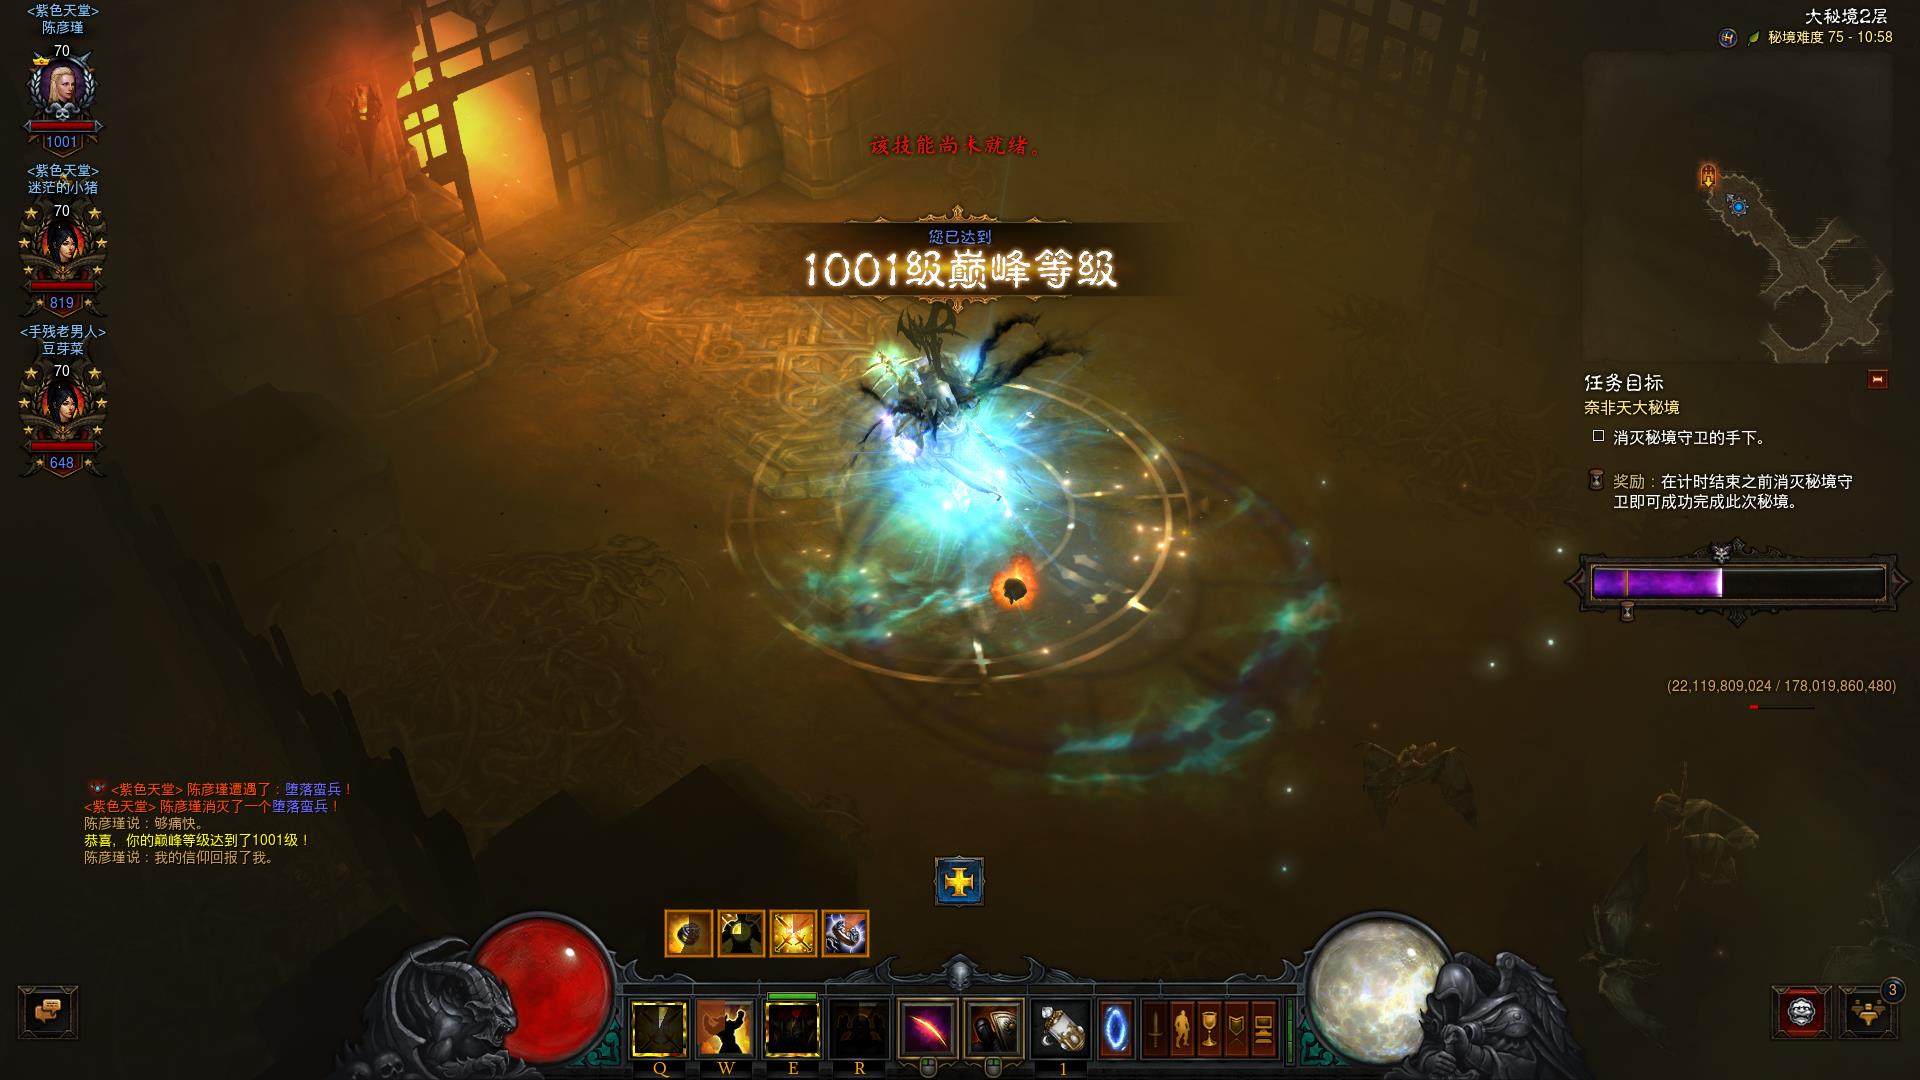 <紫色天堂>
陈彦瑾
70
1001
<紫色天堂>
迷茫的小猪
70
819
<手残老男人>
豆芽菜
70
648
大秘境2层
秘境难度 75 - 10:58
该技能尚未就绪。
您已达到
1001级巅峰等级
任务目标
奈非天大秘境
消灭秘境守卫的手下。
奖励：在计时结束之前消灭秘境守
卫即可成功完成此次秘境。
(22,119,809,024 / 178,019,860,480)
<紫色天堂> 陈彦瑾遭遇了：堕落蛮兵！
<紫色天堂> 陈彦瑾消灭了一个堕落蛮兵！
陈彦瑾说：够痛快。
恭喜，你的巅峰等级达到了1001级！
陈彦瑾说：我的信仰回报了我。
Q W E R 1
3